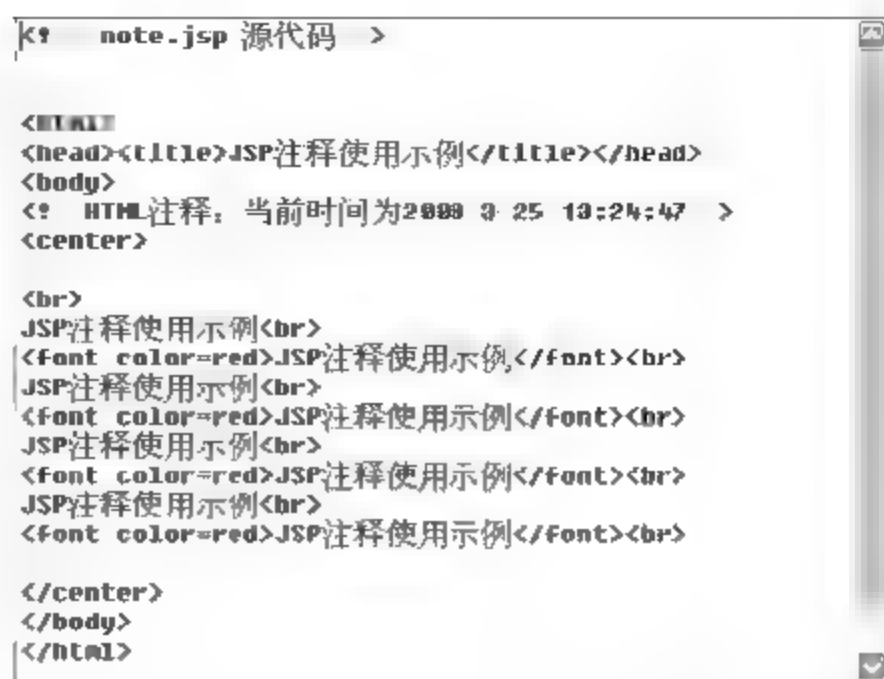 <!   note.jsp 源代码   >
<html>
<head><title>JSP注释使用示例</title></head>
<body>
<!  HTML注释：当前时间为 25 13:24:47  >
<center>
<br>
JSP注释使用示例<br>
<font color=red>JSP注释使用示例</font><br>
JSP注释使用示例<br>
<font color=red>JSP注释使用示例</font><br>
JSP注释使用示例<br>
<font color=red>JSP注释使用示例</font><br>
JSP注释使用示例<br>
<font color=red>JSP注释使用示例</font><br>
</center>
</body>
</html>